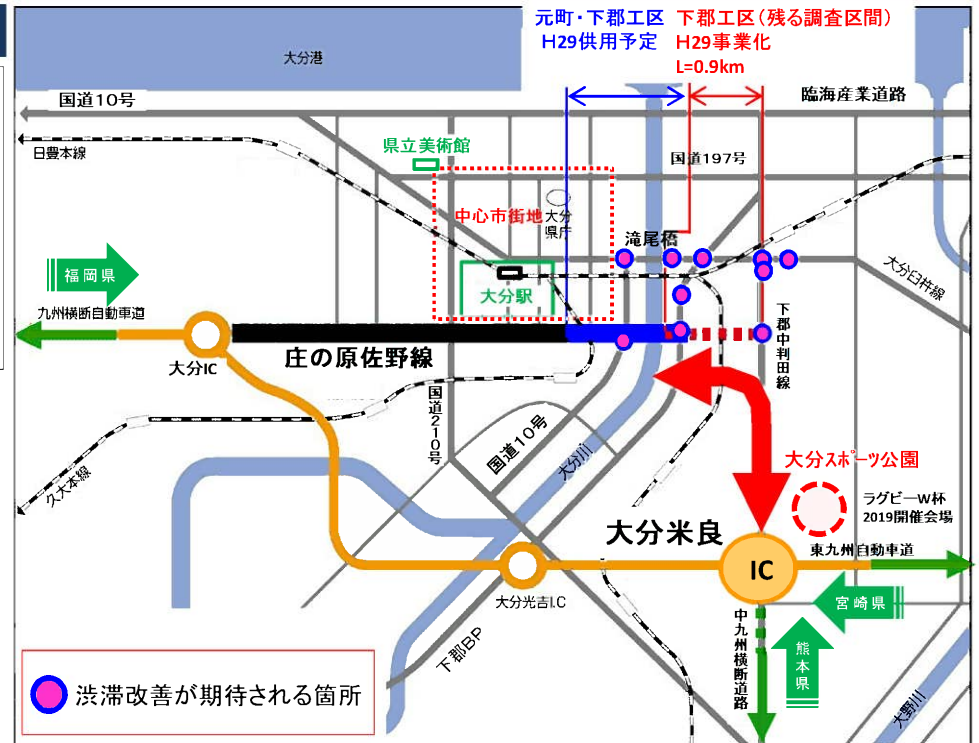 元町・下郡工区
H29供用予定
下郡工区（残る調査区間）
H29事業化
L=0.9km
大分港
国道10号
臨海産業道路
日豊本線
県立美術館
国道197号
中心市街地
大分
県庁
滝尾橋
大分臼杵線
福岡県
大分駅
九州横断自動車道
大分IC
庄の原佐野線
下郡中判田線
国道210号
国道10号
大分川
久大本線
大分スポーツ公園
ラグビーW杯
2019開催会場
大分米良
IC
東九州自動車道
大分光吉I.C
宮崎県
下郡BP
中九州横断道路
熊本県
大野川
渋滞改善が期待される箇所